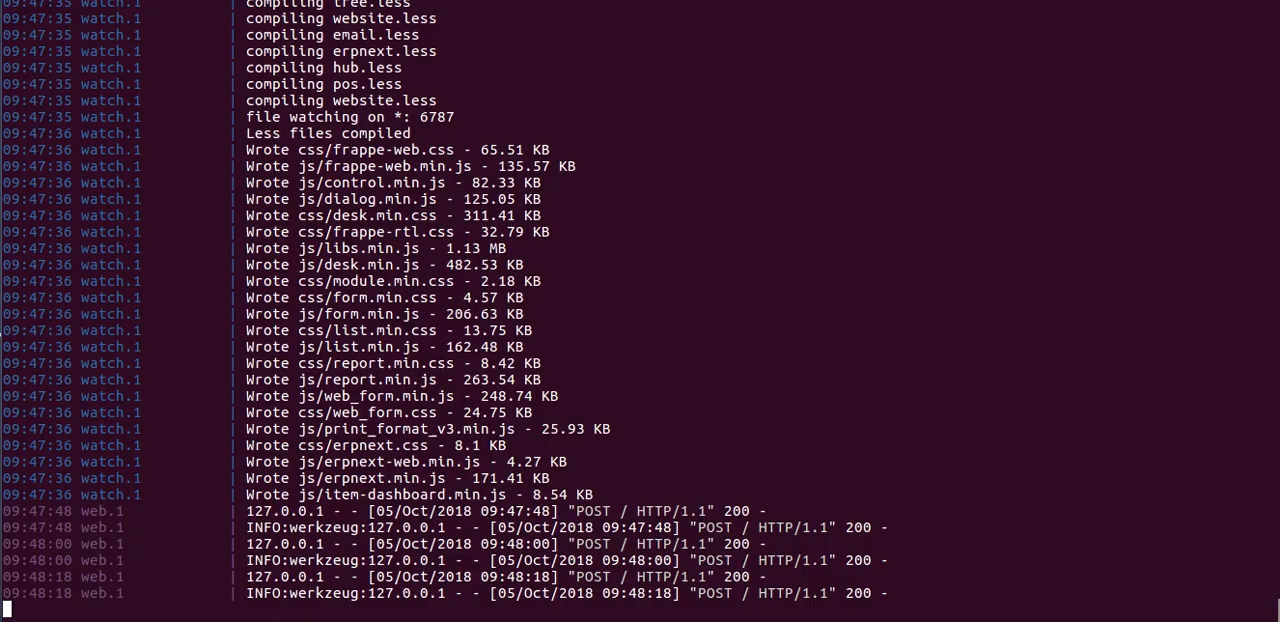 09:47:35 watch.1 | compiling tree.less
09:47:35 watch.1 | compiling website.less
09:47:35 watch.1 | compiling email.less
09:47:35 watch.1 | compiling erpnext.less
09:47:35 watch.1 | compiling hub.less
09:47:35 watch.1 | compiling pos.less
09:47:35 watch.1 | compiling website.less
09:47:35 watch.1 | file watching on *: 6787
09:47:36 watch.1 | Less files compiled
09:47:36 watch.1 | Wrote css/frappe-web.css - 65.51 KB
09:47:36 watch.1 | Wrote js/frappe-web.min.js - 135.57 KB
09:47:36 watch.1 | Wrote js/control.min.js - 82.33 KB
09:47:36 watch.1 | Wrote js/dialog.min.js - 125.05 KB
09:47:36 watch.1 | Wrote css/desk.min.css - 311.41 KB
09:47:36 watch.1 | Wrote css/frappe-rtl.css - 32.79 KB
09:47:36 watch.1 | Wrote js/libs.min.js - 1.13 MB
09:47:36 watch.1 | Wrote js/desk.min.js - 482.53 KB
09:47:36 watch.1 | Wrote css/module.min.css - 2.18 KB
09:47:36 watch.1 | Wrote css/form.min.css - 4.57 KB
09:47:36 watch.1 | Wrote js/form.min.js - 206.63 KB
09:47:36 watch.1 | Wrote css/list.min.css - 13.75 KB
09:47:36 watch.1 | Wrote js/list.min.js - 162.48 KB
09:47:36 watch.1 | Wrote css/report.min.css - 8.42 KB
09:47:36 watch.1 | Wrote js/report.min.js - 263.54 KB
09:47:36 watch.1 | Wrote js/web_form.min.js - 248.74 KB
09:47:36 watch.1 | Wrote css/web_form.css - 24.75 KB
09:47:36 watch.1 | Wrote js/print_format_v3.min.js - 25.93 KB
09:47:36 watch.1 | Wrote css/erpnext.css - 8.1 KB
09:47:36 watch.1 | Wrote js/erpnext-web.min.js - 4.27 KB
09:47:36 watch.1 | Wrote js/erpnext.min.js - 171.41 KB
09:47:36 watch.1 | Wrote js/item-dashboard.min.js - 8.54 KB
09:47:48 web.1 | 127.0.0.1 - - [05/Oct/2018 09:47:48] "POST / HTTP/1.1" 200 -
09:47:48 web.1 | INFO:werkzeug:127.0.0.1 - - [05/Oct/2018 09:47:48] "POST / HTTP/1.1" 200 -
09:48:00 web.1 | 127.0.0.1 - - [05/Oct/2018 09:48:00] "POST / HTTP/1.1" 200 -
09:48:00 web.1 | INFO:werkzeug:127.0.0.1 - - [05/Oct/2018 09:48:00] "POST / HTTP/1.1" 200 -
09:48:18 web.1 | 127.0.0.1 - - [05/Oct/2018 09:48:18] "POST / HTTP/1.1" 200 -
09:48:18 web.1 | INFO:werkzeug:127.0.0.1 - - [05/Oct/2018 09:48:18] "POST / HTTP/1.1" 200 -